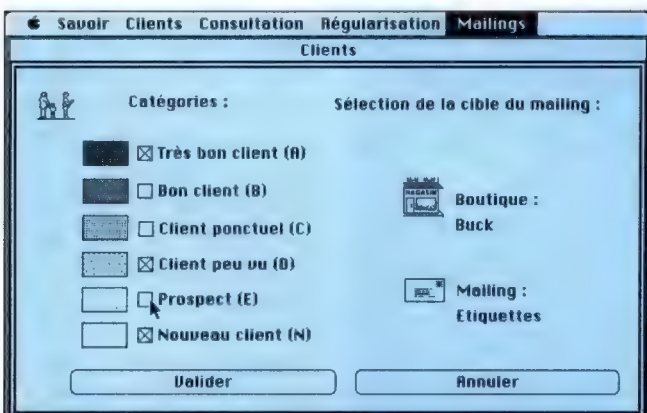 Savoir Clients Consultation Régularisation Mailings
Clients
Catégories :
Sélection de la cible du mailing :
Très bon client (A)
Bon client (B)
Client ponctuel (C)
Client peu vu (D)
Prospect (E)
Nouveau client (N)
MAGASIN
Boutique :
Buck
Mailing :
Etiquettes
Valider
Annuler